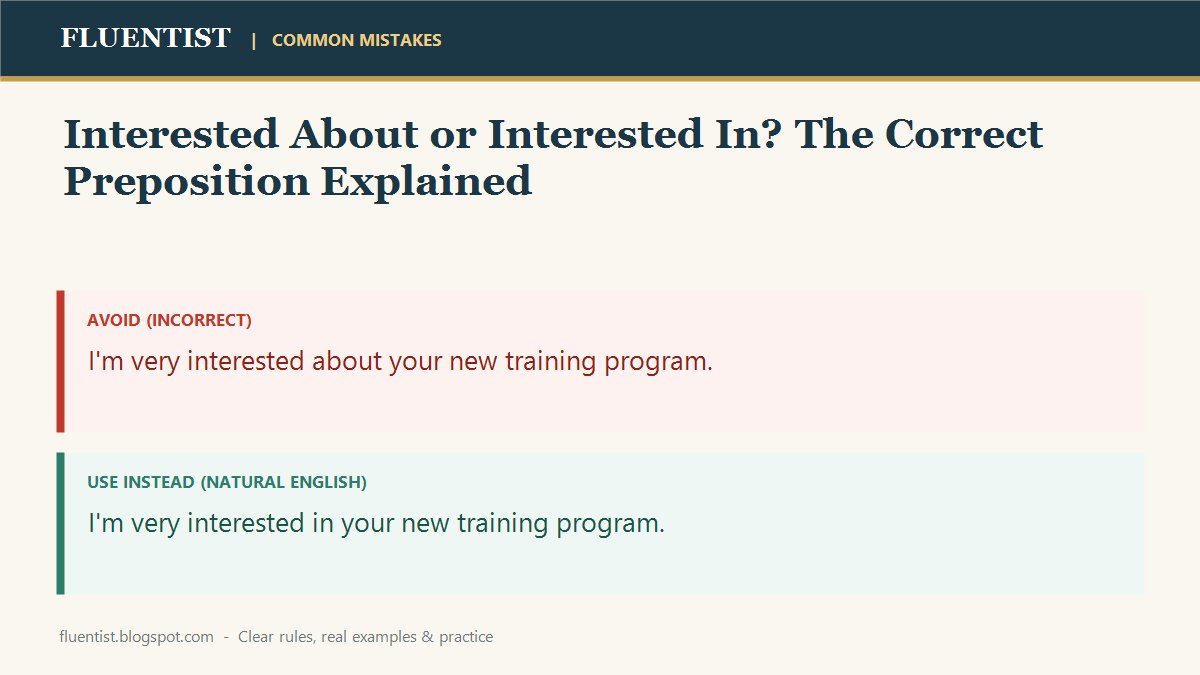 FLUENTIST | COMMON MISTAKES
Interested About or Interested In? The Correct
Preposition Explained
AVOID (INCORRECT)
I'm very interested about your new training program.
USE INSTEAD (NATURAL ENGLISH)
I'm very interested in your new training program.
fluentist.blogspot.com - Clear rules, real examples & practice